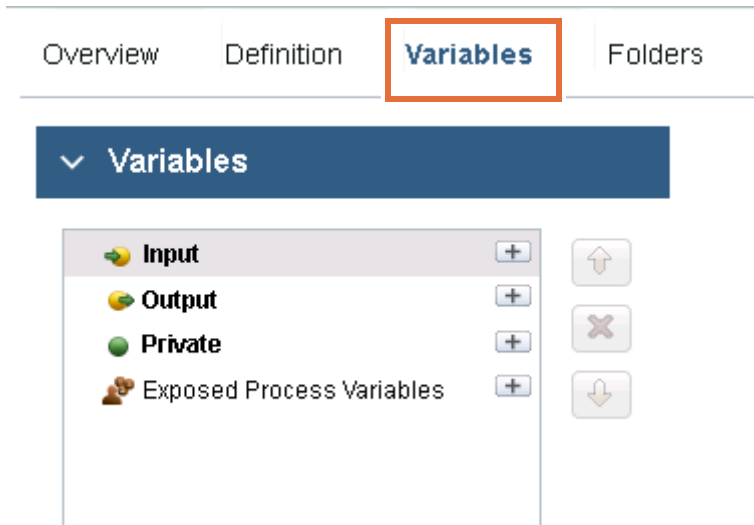 Overview Definition Variables Folders
Variables
Input
Output
Private
Exposed Process Variables